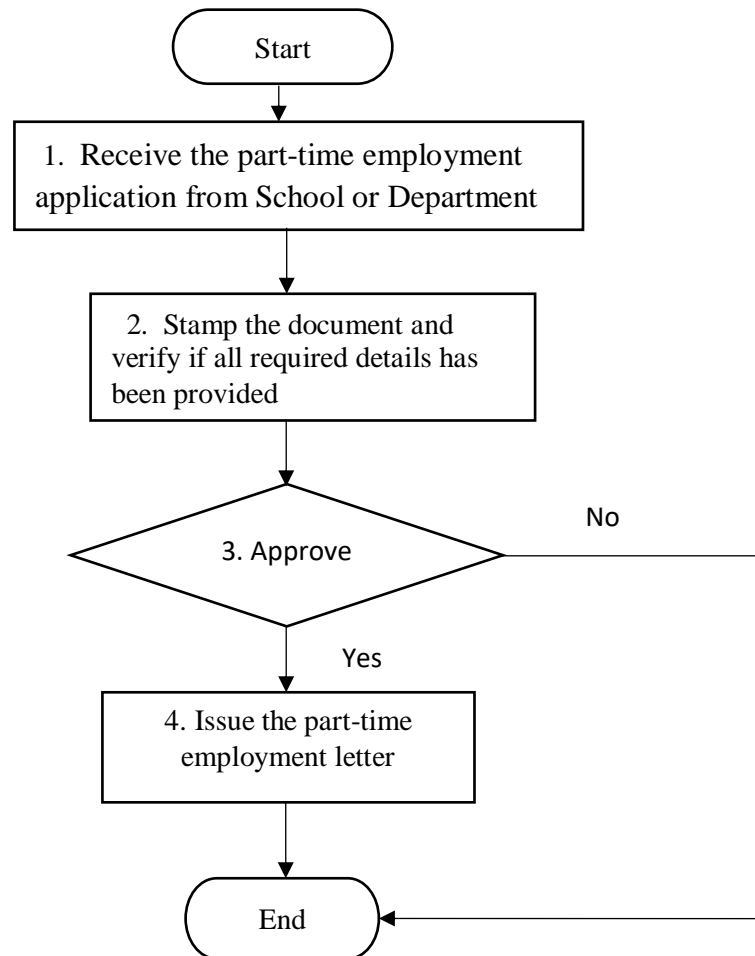 Start
1. Receive the part-time employment
application from School or Department
2. Stamp the document and
verify if all required details has
been provided
No
3. Approve
Yes
4. Issue the part-time
employment letter
End